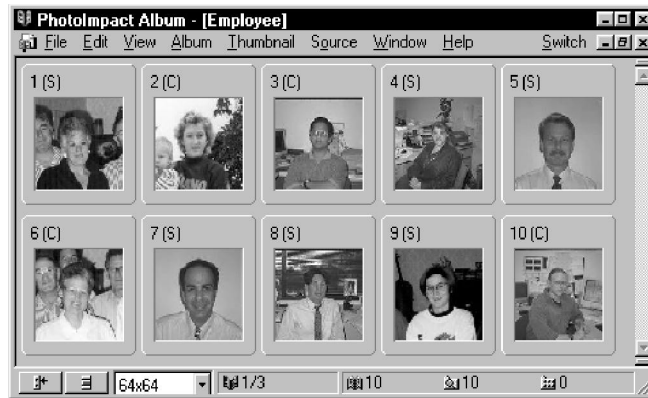 PhotoImpact Album - [Employee]
File Edit View Album Thumbnail Source Window Help Switch
1 (S) 2 (C) 3 (C) 4 (S) 5 (S)
6 (C) 7 (S) 8 (S) 9 (S) 10 (C)
64x64 1/3 10 10 0